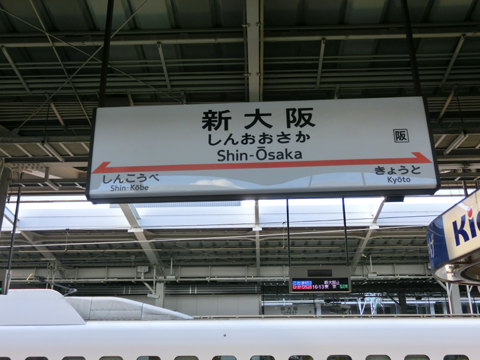 新大阪
しんおおさか
Shin-Ōsaka
阪
しんこうべ
Shin-Kōbe
きょうと
Kyōto
Kio